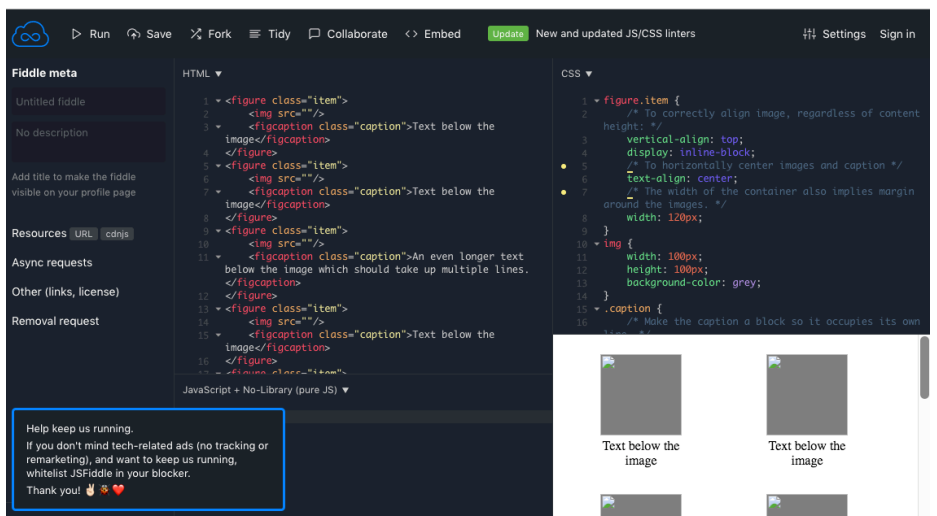 Run Save Fork Tidy Collaborate <> Embed Update New and updated JS/CSS linters Settings Sign in
Fiddle meta
Untitled fiddle
No description
Add title to make the fiddle
visible on your profile page
Resources URL cdnjs
Async requests
Other (links, license)
Removal request
HTML ▼
1 <figure class="item">
2 <img src=""/>
3 <figcaption class="caption">Text below the
image</figcaption>
4 </figure>
5 <figure class="item">
6 <img src=""/>
7 <figcaption class="caption">Text below the
image</figcaption>
8 </figure>
9 <figure class="item">
10 <img src=""/>
11 <figcaption class="caption">An even longer text
below the image which should take up multiple lines.
</figcaption>
12 </figure>
13 <figure class="item">
14 <img src=""/>
15 <figcaption class="caption">Text below the
image</figcaption>
16 </figure>
17 <figure class="item">
JavaScript + No-Library (pure JS) ▼
CSS ▼
1 figure.item {
2 /* To correctly align image, regardless of content
height: */
3 vertical-align: top;
4 display: inline-block;
5 /* To horizontally center images and caption */
6 text-align: center;
7 /* The width of the container also implies margin
around the images. */
8 width: 120px;
9 }
10 img {
11 width: 100px;
12 height: 100px;
13 background-color: grey;
14 }
15 .caption {
16 /* Make the caption a block so it occupies its own
line. */
Help keep us running.
If you don't mind tech-related ads (no tracking or
remarketing), and want to keep us running,
whitelist JSFiddle in your blocker.
Thank you! ✌🏻 ❤️
Text below the
image
Text below the
image